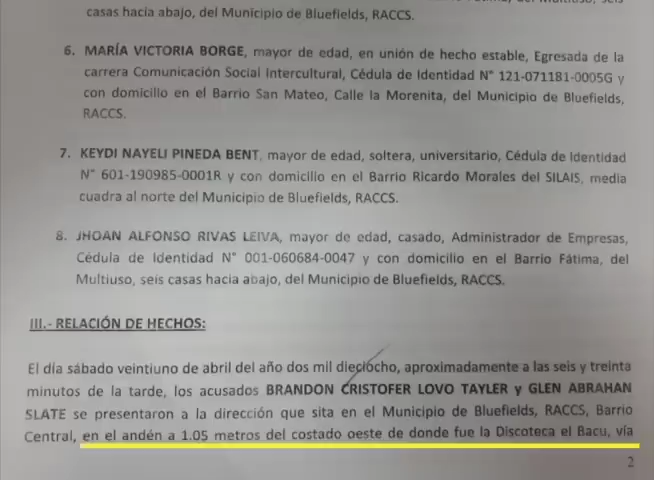 casas hacia abajo, del Municipio de Bluefields, RACCS.
6. MARÍA VICTORIA BORGE, mayor de edad, en unión de hecho estable, Egresada de la
carrera Comunicación Social Intercultural, Cédula de Identidad N° 121-071181-0005G y
con domicilio en el Barrio San Mateo, Calle la Morenita, del Municipio de Bluefields,
RACCS.
7. KEYDI NAYELI PINEDA BENT, mayor de edad, soltera, universitario, Cédula de Identidad
N° 601-190985-0001R y con domicilio en el Barrio Ricardo Morales del SILAIS, media
cuadra al norte del Municipio de Bluefields, RACCS.
8. JHOAN ALFONSO RIVAS LEIVA, mayor de edad, casado, Administrador de Empresas,
Cédula de Identidad N° 001-060684-0047 y con domicilio en el Barrio Fátima, del
Multiuso, seis casas hacia abajo, del Municipio de Bluefields, RACCS.
III.- RELACIÓN DE HECHOS:
El día sábado veintiuno de abril del año dos mil dieciocho, aproximadamente a las seis y treinta
minutos de la tarde, los acusados BRANDON CRISTOFER LOVO TAYLER y GLEN ABRAHAN
SLATE se presentaron a la dirección que sita en el Municipio de Bluefields, RACCS, Barrio
Central, en el andén a 1.05 metros del costado oeste de donde fue la Discoteca el Bacu, vía
2